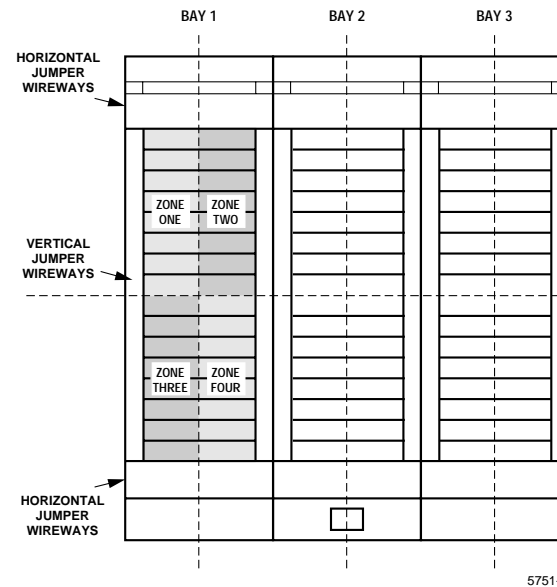 BAY 1
BAY 2
BAY 3
HORIZONTAL
JUMPER
WIREWAYS
ZONE
ONE
ZONE
TWO
VERTICAL
JUMPER
WIREWAYS
ZONE
THREE
ZONE
FOUR
HORIZONTAL
JUMPER
WIREWAYS
5751